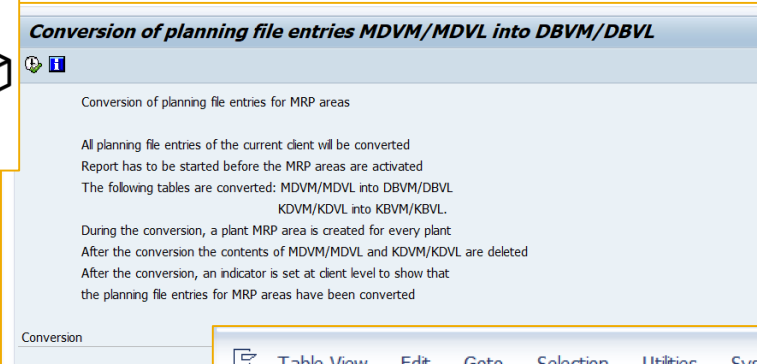 Conversion of planning file entries MDVM/MDVL into DBVM/DBVL
Conversion of planning file entries for MRP areas
All planning file entries of the current client will be converted
Report has to be started before the MRP areas are activated
The following tables are converted: MDVM/MDVL into DBVM/DBVL
KDVM/KDVL into KBVM/KBVL.
During the conversion, a plant MRP area is created for every plant
After the conversion the contents of MDVM/MDVL and KDVM/KDVL are deleted
After the conversion, an indicator is set at client level to show that
the planning file entries for MRP areas have been converted
Conversion
Table View Edit Goto Selection Utilities Sys